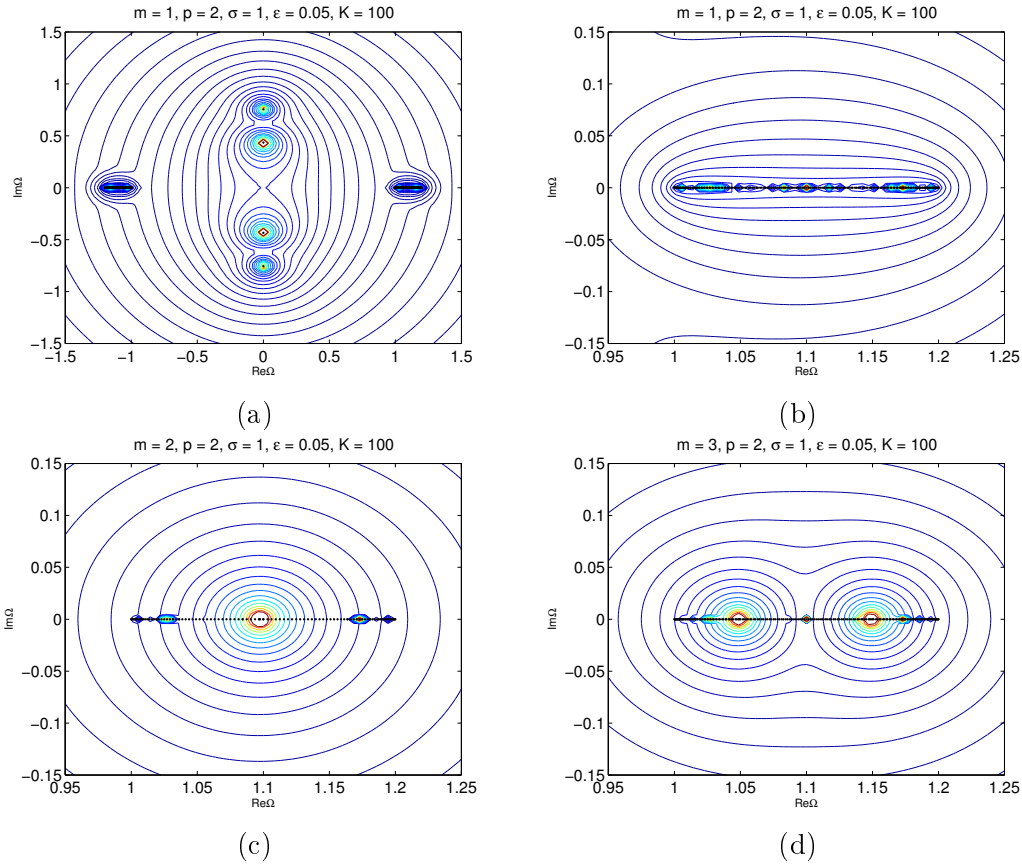 m = 1, p = 2, σ = 1, ε = 0.05, K = 100
1.5
1
0.5
0
−0.5
−1
−1.5
ImΩ
−1.5 −1 −0.5 0 0.5 1 1.5
ReΩ
(a)
m = 1, p = 2, σ = 1, ε = 0.05, K = 100
0.15
0.1
0.05
0
−0.05
−0.1
−0.15
ImΩ
0.95 1 1.05 1.1 1.15 1.2 1.25
ReΩ
(b)
m = 2, p = 2, σ = 1, ε = 0.05, K = 100
0.15
0.1
0.05
0
−0.05
−0.1
−0.15
ImΩ
0.95 1 1.05 1.1 1.15 1.2 1.25
ReΩ
(c)
m = 3, p = 2, σ = 1, ε = 0.05, K = 100
0.15
0.1
0.05
0
−0.05
−0.1
−0.15
ImΩ
0.95 1 1.05 1.1 1.15 1.2 1.25
ReΩ
(d)